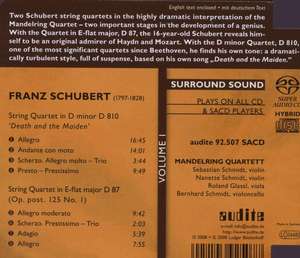 English text enclosed • mit deutschem Text
Two Schubert string quartets in the highly dramatic interpretation of the
Mandelring Quartet – two important stages in the development of a genius.
With the Quartet in E-flat major, D 87, the 16-year-old Schubert reveals him-
self to be an original admirer of Haydn and Mozart. With the D minor Quartet, D 810,
one of the most significant quartets since Beethoven, he finds his own tone: a dramati-
cally turbulent style, full of suspense, based on his own song „Death and the Maiden.”
FRANZ SCHUBERT (1797-1828)
String Quartet in D minor D 810
'Death and the Maiden'
Allegro 16:45
Andante con moto 14:01
Scherzo. Allegro molto – Trio 3:44
Presto – Prestissimo 9:49
String Quartet in E-flat major D 87
(Op. post. 125 No. 1)
Allegro moderato 9:42
Scherzo. Prestissimo – Trio 2:03
Adagio 5:39
Allegro 7:55
VOLUME I
SURROUND SOUND
PLAYS ON ALL CD
& SACD PLAYERS
audite 92.507 SACD
MANDELRING QUARTETT
Sebastian Schmidt, violin
Nanette Schmidt, violin
Roland Glassl, viola
Bernhard Schmidt, violoncello
audite
SUPER AUDIO CD
HYBRID